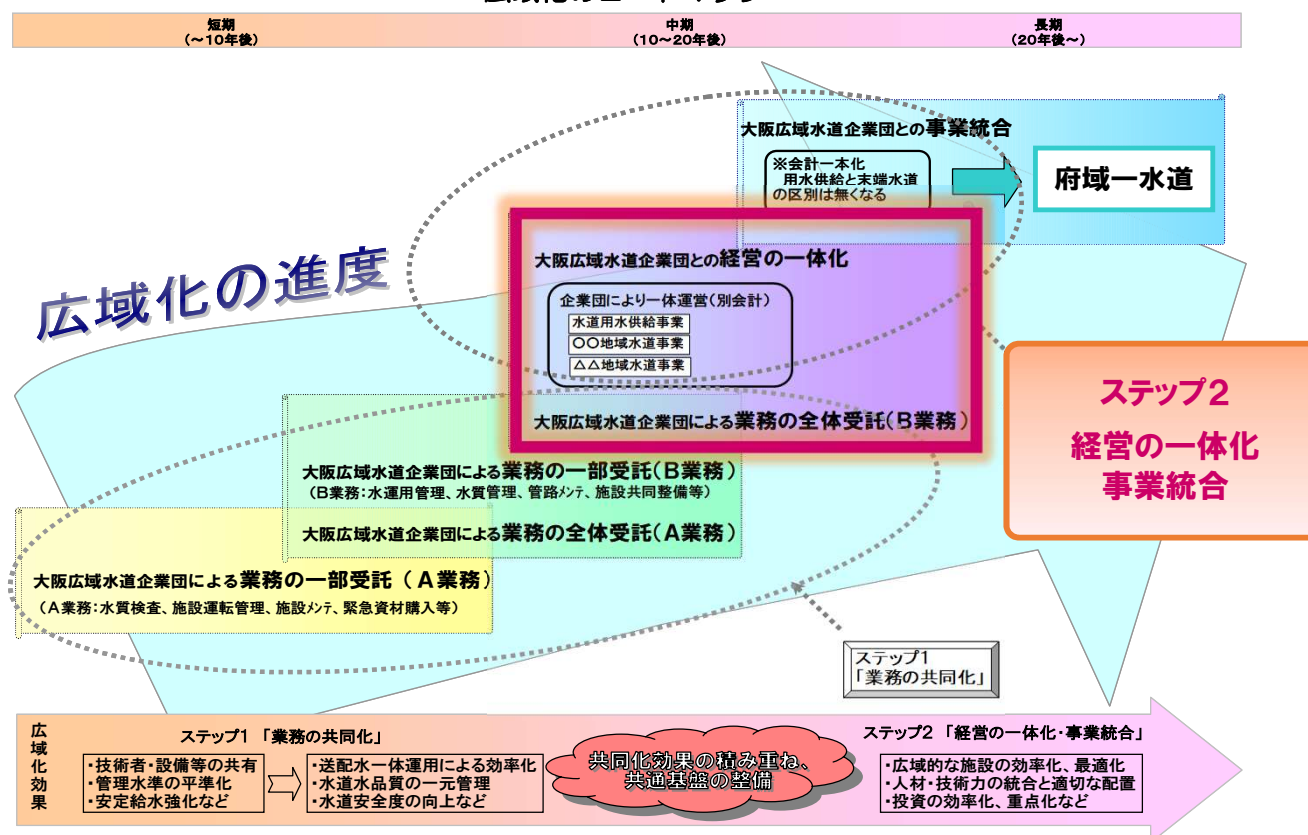 広域化のロードマップ
短期
(~10年後)
中期
(10~20年後)
長期
(20年後~)
大阪広域水道企業団との事業統合
※会計一本化
用水供給と末端水道
の区別は無くなる
府域一水道
広域化の進度
大阪広域水道企業団との経営の一体化
企業団により一体運営(別会計)
水道用水供給事業
〇〇地域水道事業
△△地域水道事業
大阪広域水道企業団による業務の全体受託(B業務)
ステップ2
経営の一体化
事業統合
大阪広域水道企業団による業務の一部受託(B業務)
(B業務:水運用管理、水質管理、管路メンテ、施設共同整備等)
大阪広域水道企業団による業務の全体受託(A業務)
大阪広域水道企業団による業務の一部受託(A業務)
(A業務:水質検査、施設運転管理、施設メンテ、緊急資材購入等)
ステップ1
「業務の共同化」
広域化効果
ステップ1 「業務の共同化」
・技術者・設備等の共有
・管理水準の平準化
・安定給水強化など
・送配水一体運用による効率化
・水道水品質の一元管理
・水道安全度の向上など
共同化効果の積み重ね、
共通基盤の整備
ステップ2 「経営の一体化・事業統合」
・広域的な施設の効率化、最適化
・人材・技術力の統合と適切な配置
・投資の効率化、重点化など